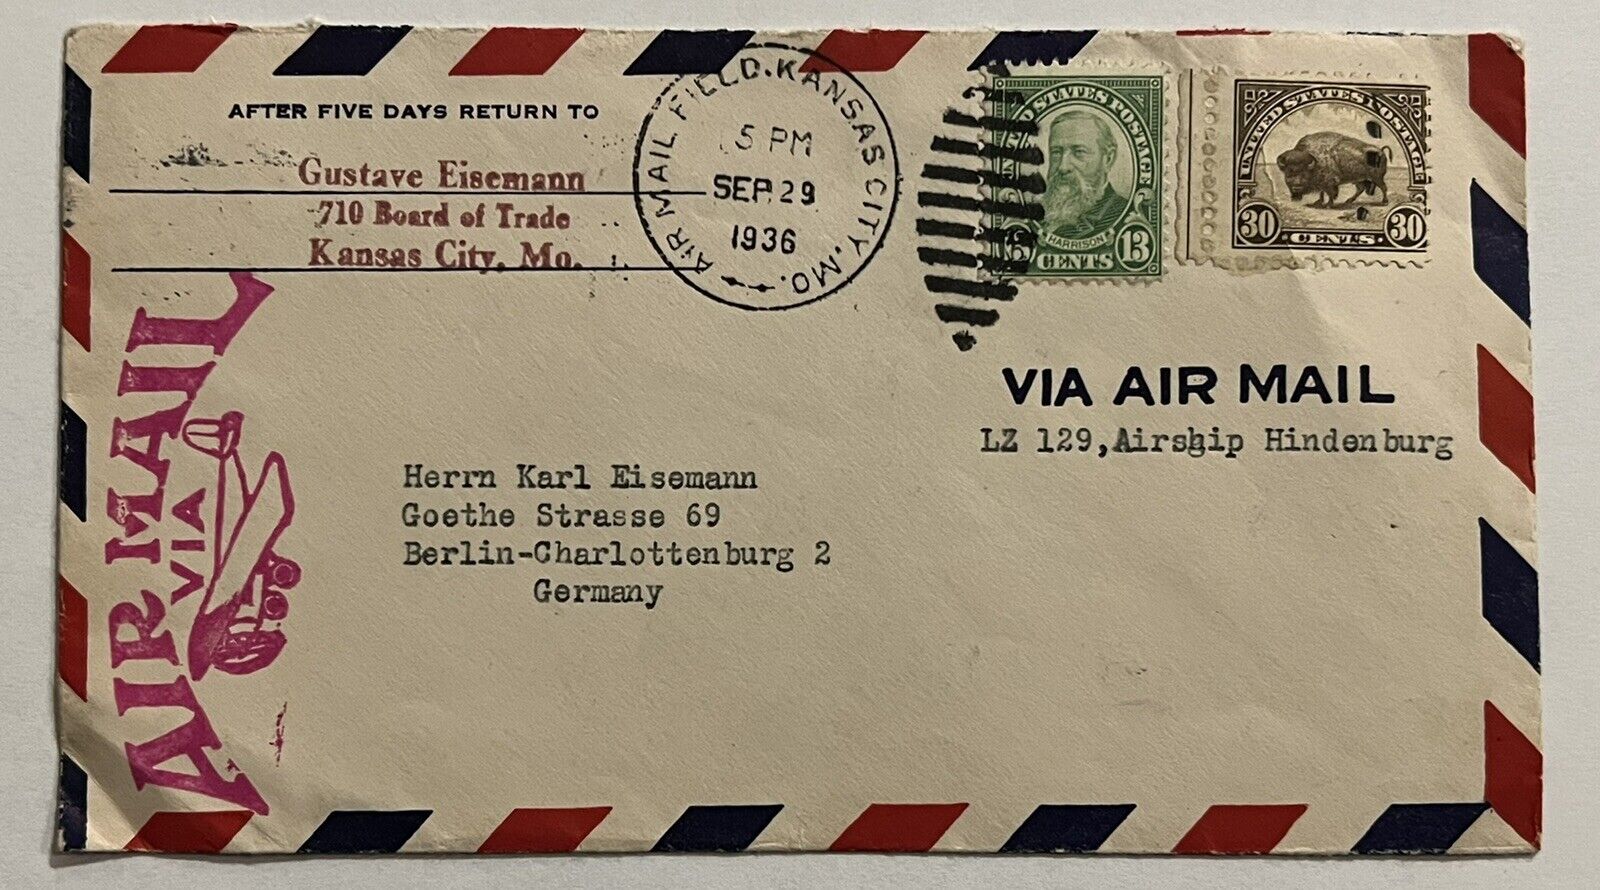 AFTER FIVE DAYS RETURN TO
Gustave Eisemann
710 Board of Trade
Kansas City, Mo.
AIR MAIL FIELD. KANSAS CITY, MO.
5 PM
SEP 29
1936
UNITED STATES POSTAGE
HARRISON
13 CENTS 13
UNITED STATES POSTAGE
30 CENTS 30
VIA AIR MAIL
LZ 129, Airship Hindenburg
Herrn Karl Eisemann
Goethe Strasse 69
Berlin-Charlottenburg 2
Germany
AIR MAIL
VIA